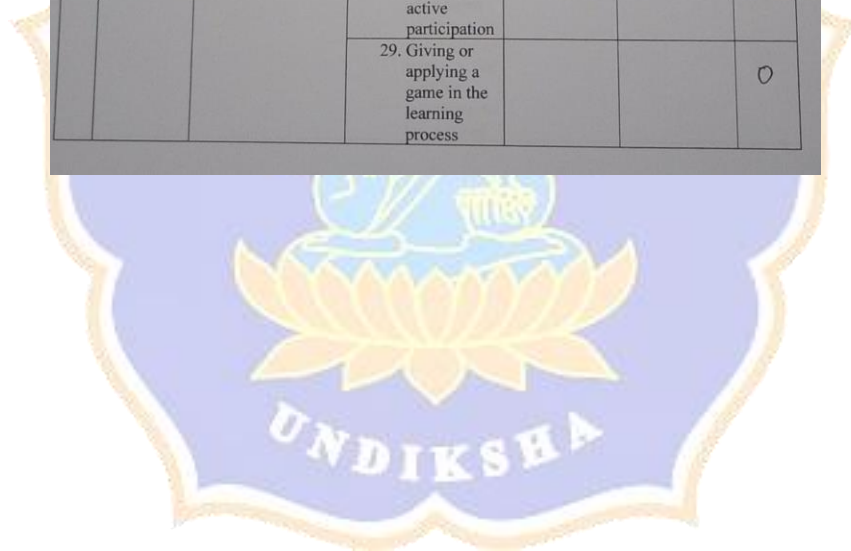 active
participation
29. Giving or
applying a
game in the
learning
process
0
UNDIKSHA